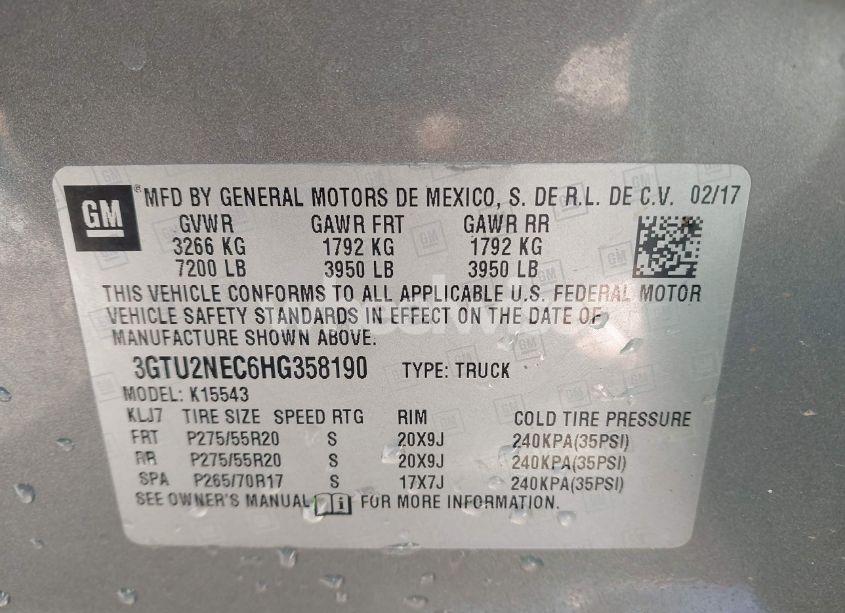 GM
MFD BY GENERAL MOTORS DE MEXICO, S. DE R.L. DE C.V. 02/17
GVWR GAWR FRT GAWR RR
3266 KG 1792 KG 1792 KG
7200 LB 3950 LB 3950 LB
THIS VEHICLE CONFORMS TO ALL APPLICABLE U.S. FEDERAL MOTOR
VEHICLE SAFETY STANDARDS IN EFFECT ON THE DATE OF
MANUFACTURE SHOWN ABOVE.
3GTU2NEC6HG358190 TYPE: TRUCK
MODEL: K15543
KLJ7 TIRE SIZE SPEED RTG RIM COLD TIRE PRESSURE
FRT P275/55R20 S 20X9J 240KPA(35PSI)
RR P275/55R20 S 20X9J 240KPA(35PSI)
SPA P265/70R17 S 17X7J 240KPA(35PSI)
SEE OWNER'S MANUAL FOR MORE INFORMATION.